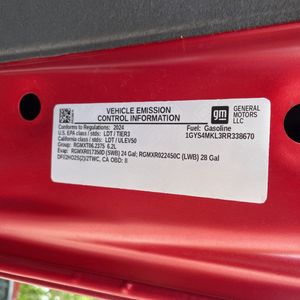 VEHICLE EMISSION
CONTROL INFORMATION
gm
GENERAL
MOTORS
LLC
Conforms to Regulations: 2024
Fuel: Gasoline
U.S. EPA class / stds: LDT / TIER3
1GYS4MKL3RR338670
California class / stds: LDT / ULEV50
Group: RGMXT06.2375 6.2L
Evap: RGMXR0173500 (SWB) 24 Gal; RGMXR022450C (LWB) 28 Gal
DFI/2HO2S(2)/2TWC, CA OBD: II